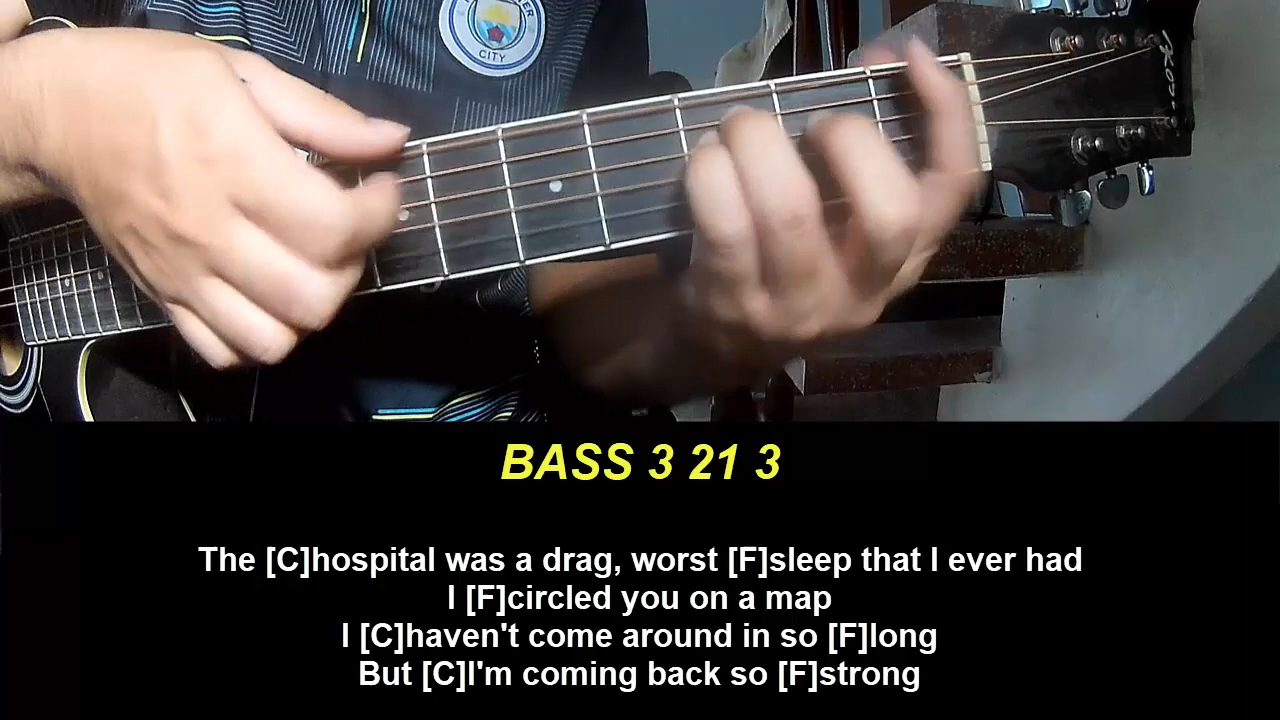 CITY
BASS 3 21 3
The [C]hospital was a drag, worst [F]sleep that I ever had
I [F]circled you on a map
I [C]haven't come around in so [F]long
But [C]I'm coming back so [F]strong